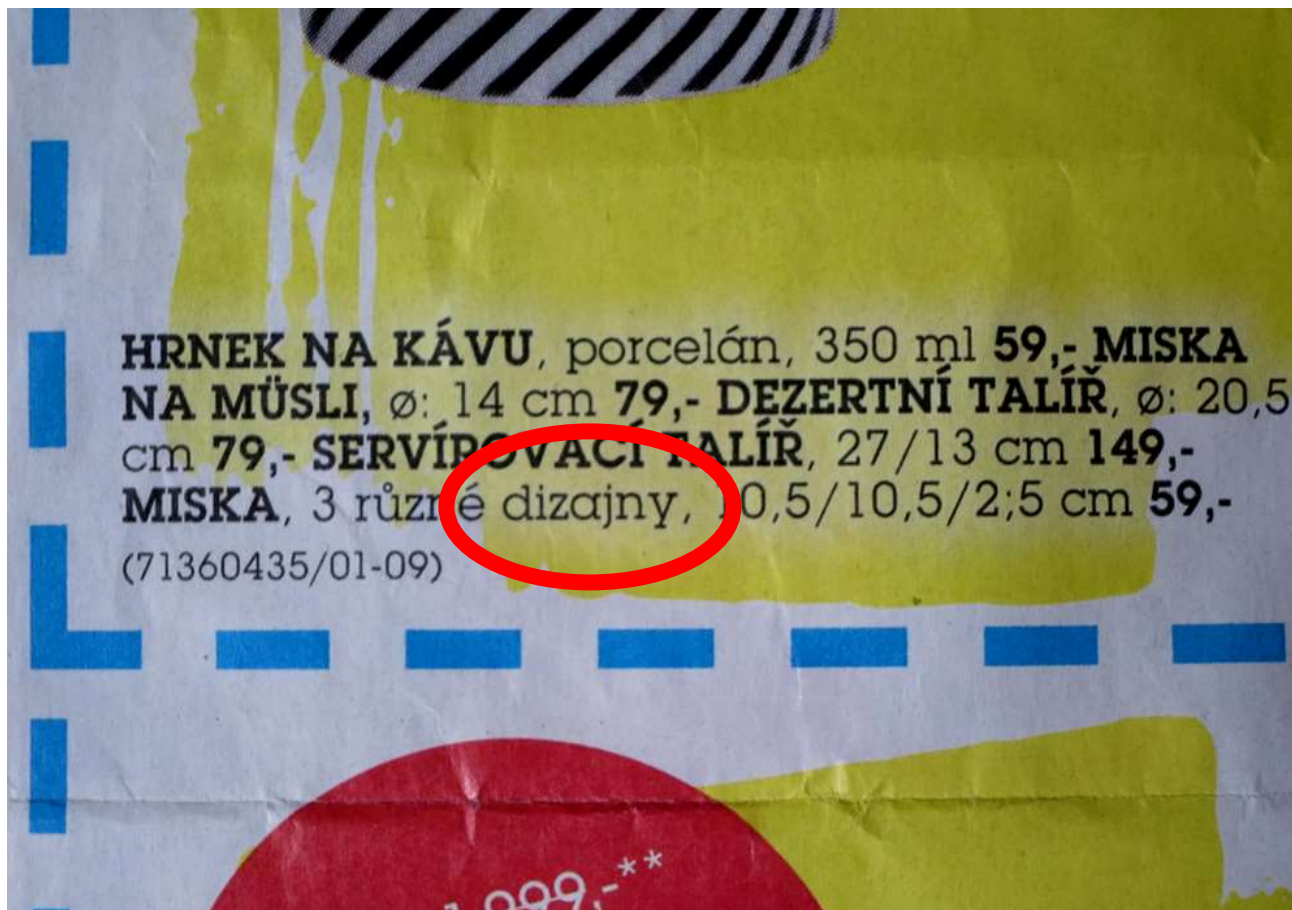 HRNEK NA KÁVU, porcelán, 350 ml 59,- MISKA
NA MÜSLI, ø: 14 cm 79,- DEZERTNÍ TALÍŘ, ø: 20,5
cm 79,- SERVÍROVACÍ TALÍŘ, 27/13 cm 149,-
MISKA, 3 různé dizajny, 10,5/10,5/2;5 cm 59,-
(71360435/01-09)
1.999,-**